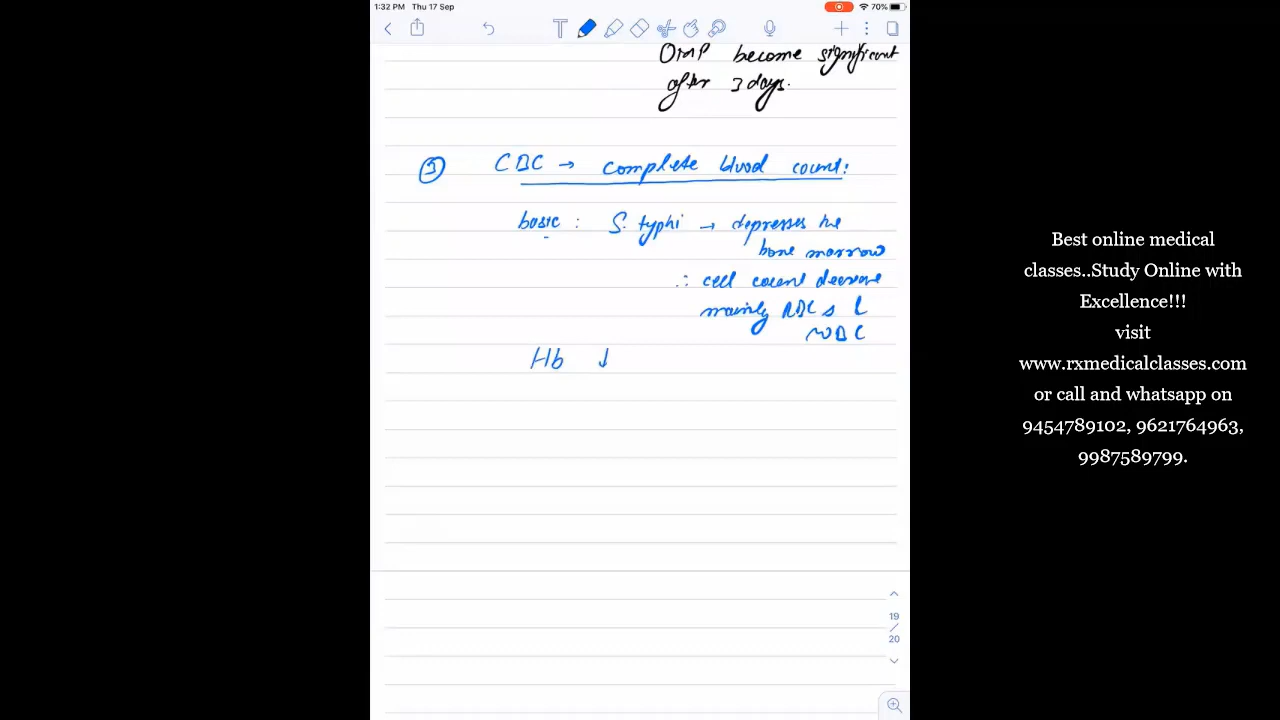 1:32 PM Thu 17 Sep
70%
T
OMP become significant
after 3 days.
3 CBC → complete blood count:
basic : S. typhi → depresses the
bone marrow
∴ cell count decrease
mainly RBC s &
WBC
Hb ↓
19
/
20
Best online medical
classes..Study Online with
Excellence!!!
visit
www.rxmedicalclasses.com
or call and whatsapp on
9454789102, 9621764963,
9987589799.